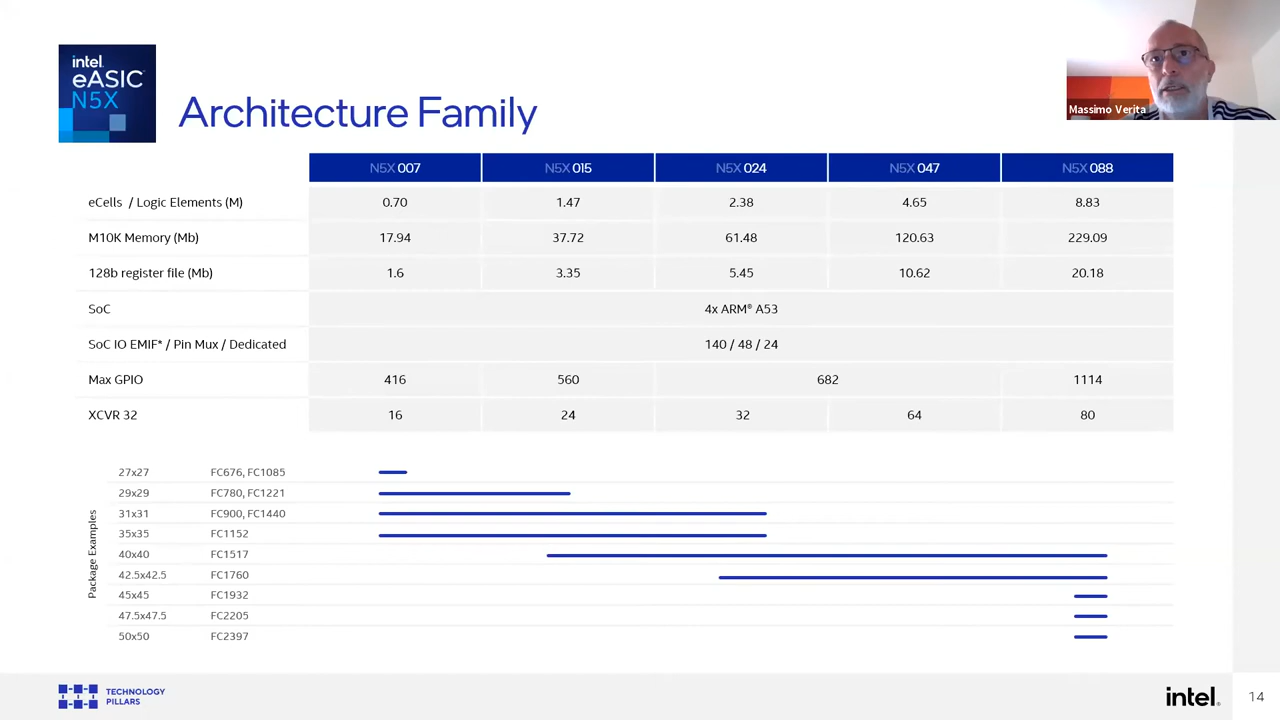 intel.
eASIC
N5X
Architecture Family
Massimo Verita
N5X 007 N5X 015 N5X 024 N5X 047 N5X 088
eCells / Logic Elements (M) 0.70 1.47 2.38 4.65 8.83
M10K Memory (Mb) 17.94 37.72 61.48 120.63 229.09
128b register file (Mb) 1.6 3.35 5.45 10.62 20.18
SoC 4x ARM® A53
SoC IO EMIF* / Pin Mux / Dedicated 140 / 48 / 24
Max GPIO 416 560 682 1114
XCVR 32 16 24 32 64 80
Package Examples
27x27 FC676, FC1085
29x29 FC780, FC1221
31x31 FC900, FC1440
35x35 FC1152
40x40 FC1517
42.5x42.5 FC1760
45x45 FC1932
47.5x47.5 FC2205
50x50 FC2397
TECHNOLOGY
PILLARS
intel.
14